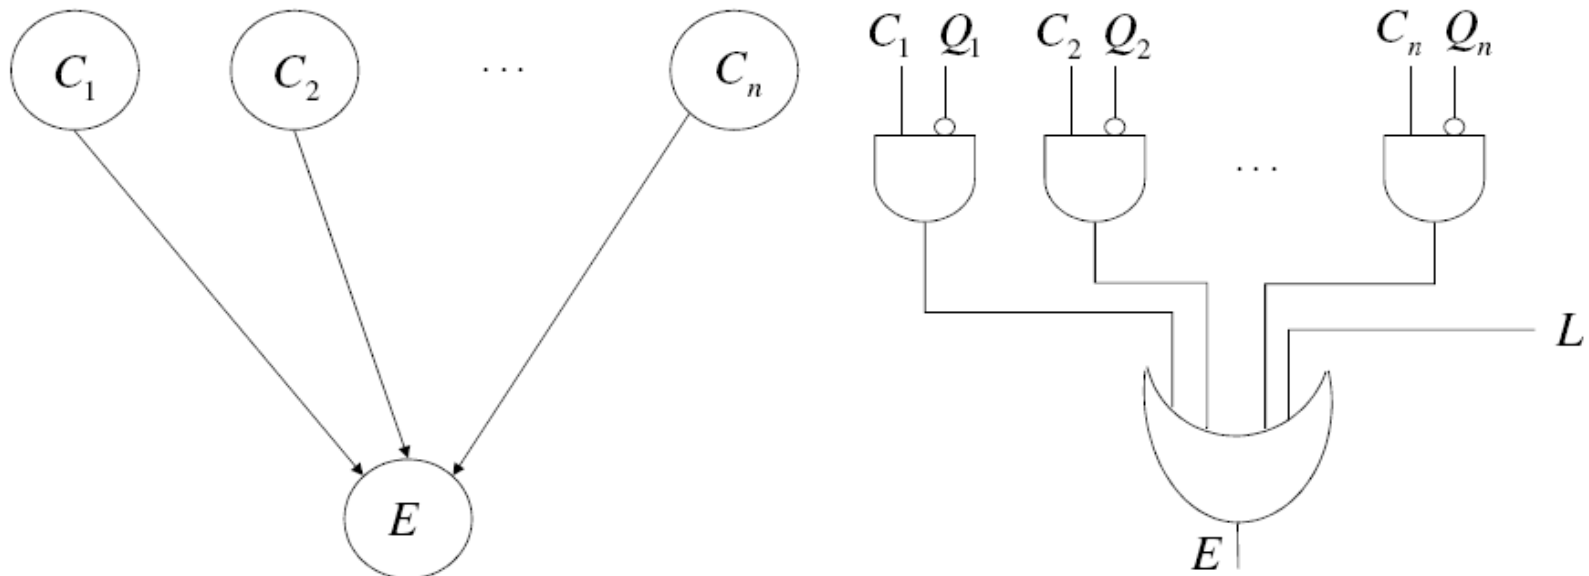 C₁ Q₁ C₂ Q₂ Cₙ Qₙ
C₁ C₂ ... Cₙ
...
L
E
E